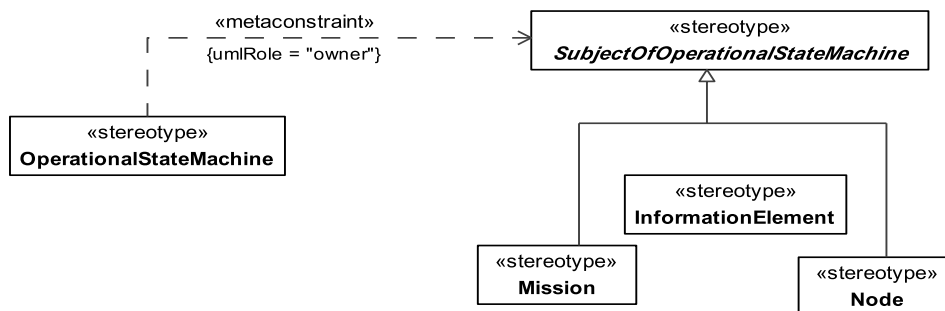 «metaconstraint»
{umlRole = "owner"}
«stereotype»
SubjectOfOperationalStateMachine
«stereotype»
OperationalStateMachine
«stereotype»
InformationElement
«stereotype»
Mission
«stereotype»
Node